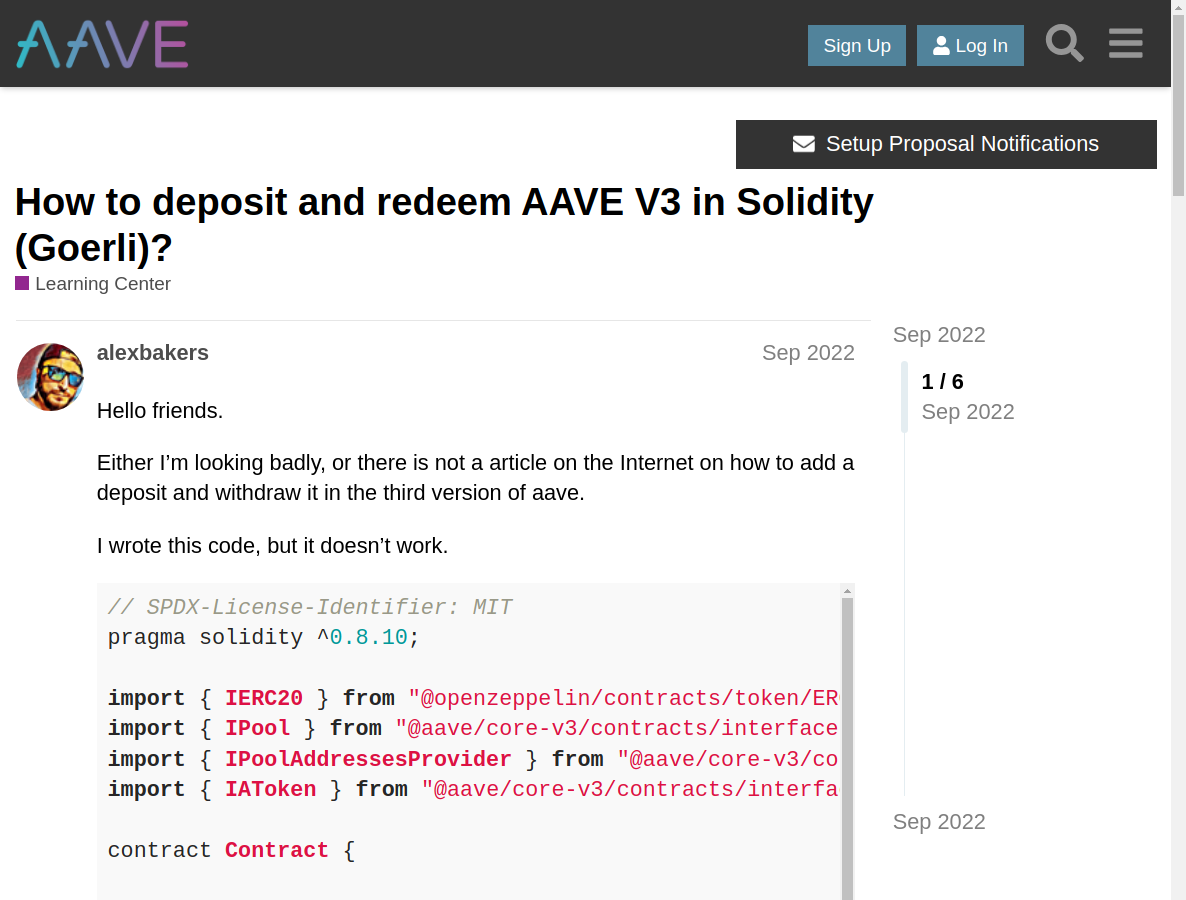 AAVE
Sign Up
Log In
Setup Proposal Notifications
How to deposit and redeem AAVE V3 in Solidity
(Goerli)?
Learning Center
alexbakers
Sep 2022
Hello friends.
Either I’m looking badly, or there is not a article on the Internet on how to add a
deposit and withdraw it in the third version of aave.
I wrote this code, but it doesn’t work.
// SPDX-License-Identifier: MIT
pragma solidity ^0.8.10;
import { IERC20 } from "@openzeppelin/contracts/token/ER
import { IPool } from "@aave/core-v3/contracts/interface
import { IPoolAddressesProvider } from "@aave/core-v3/co
import { IAToken } from "@aave/core-v3/contracts/interfa
contract Contract {
Sep 2022
1 / 6
Sep 2022
Sep 2022